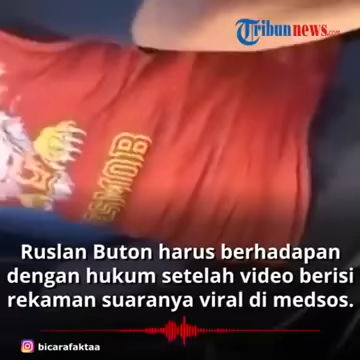 Tribunnews.com
Ruslan Buton harus berhadapan
dengan hukum setelah video berisi
rekaman suaranya viral di medsos.
bicarafaktaa